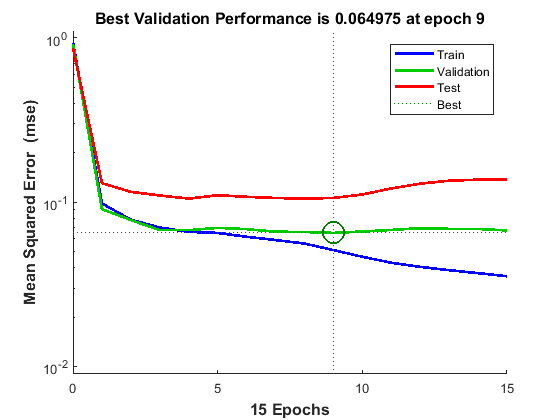 Best Validation Performance is 0.064975 at epoch 9
Mean Squared Error (mse)
10^0
10^-1
10^-2
Train
Validation
Test
Best
0
5
10
15
15 Epochs